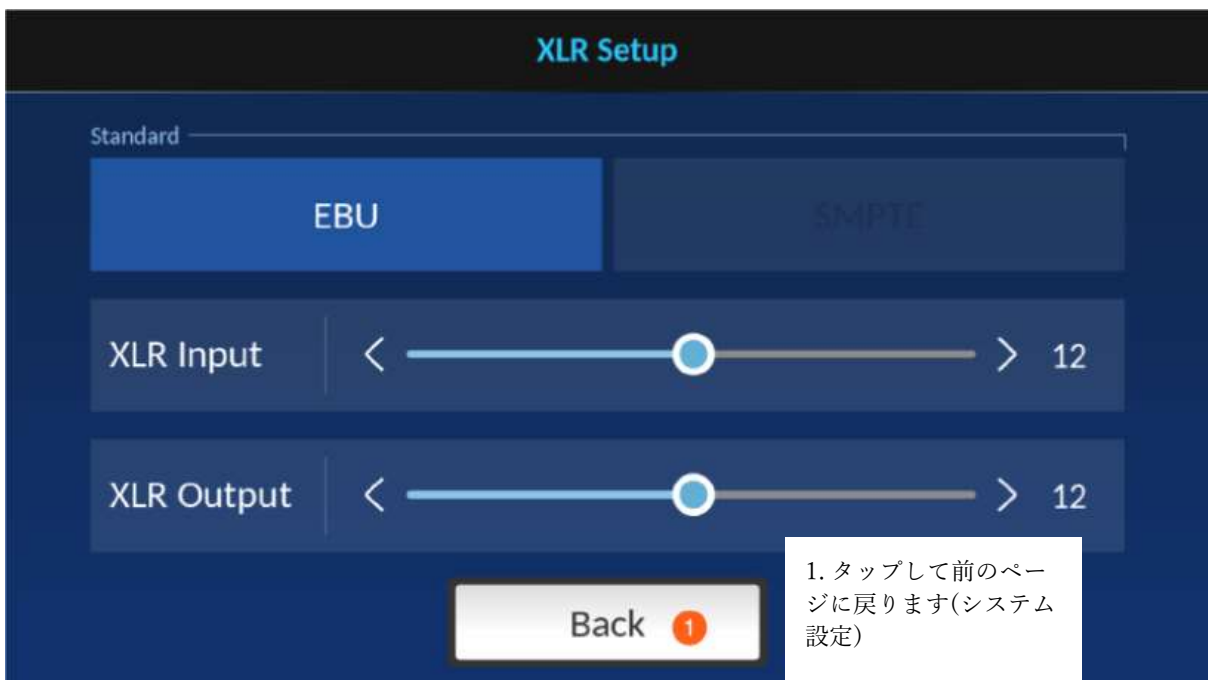 XLR Setup
Standard
EBU
SMPTE
XLR Input
12
XLR Output
12
Back
1
1. タップして前のペー
ジに戻ります(システム
設定)